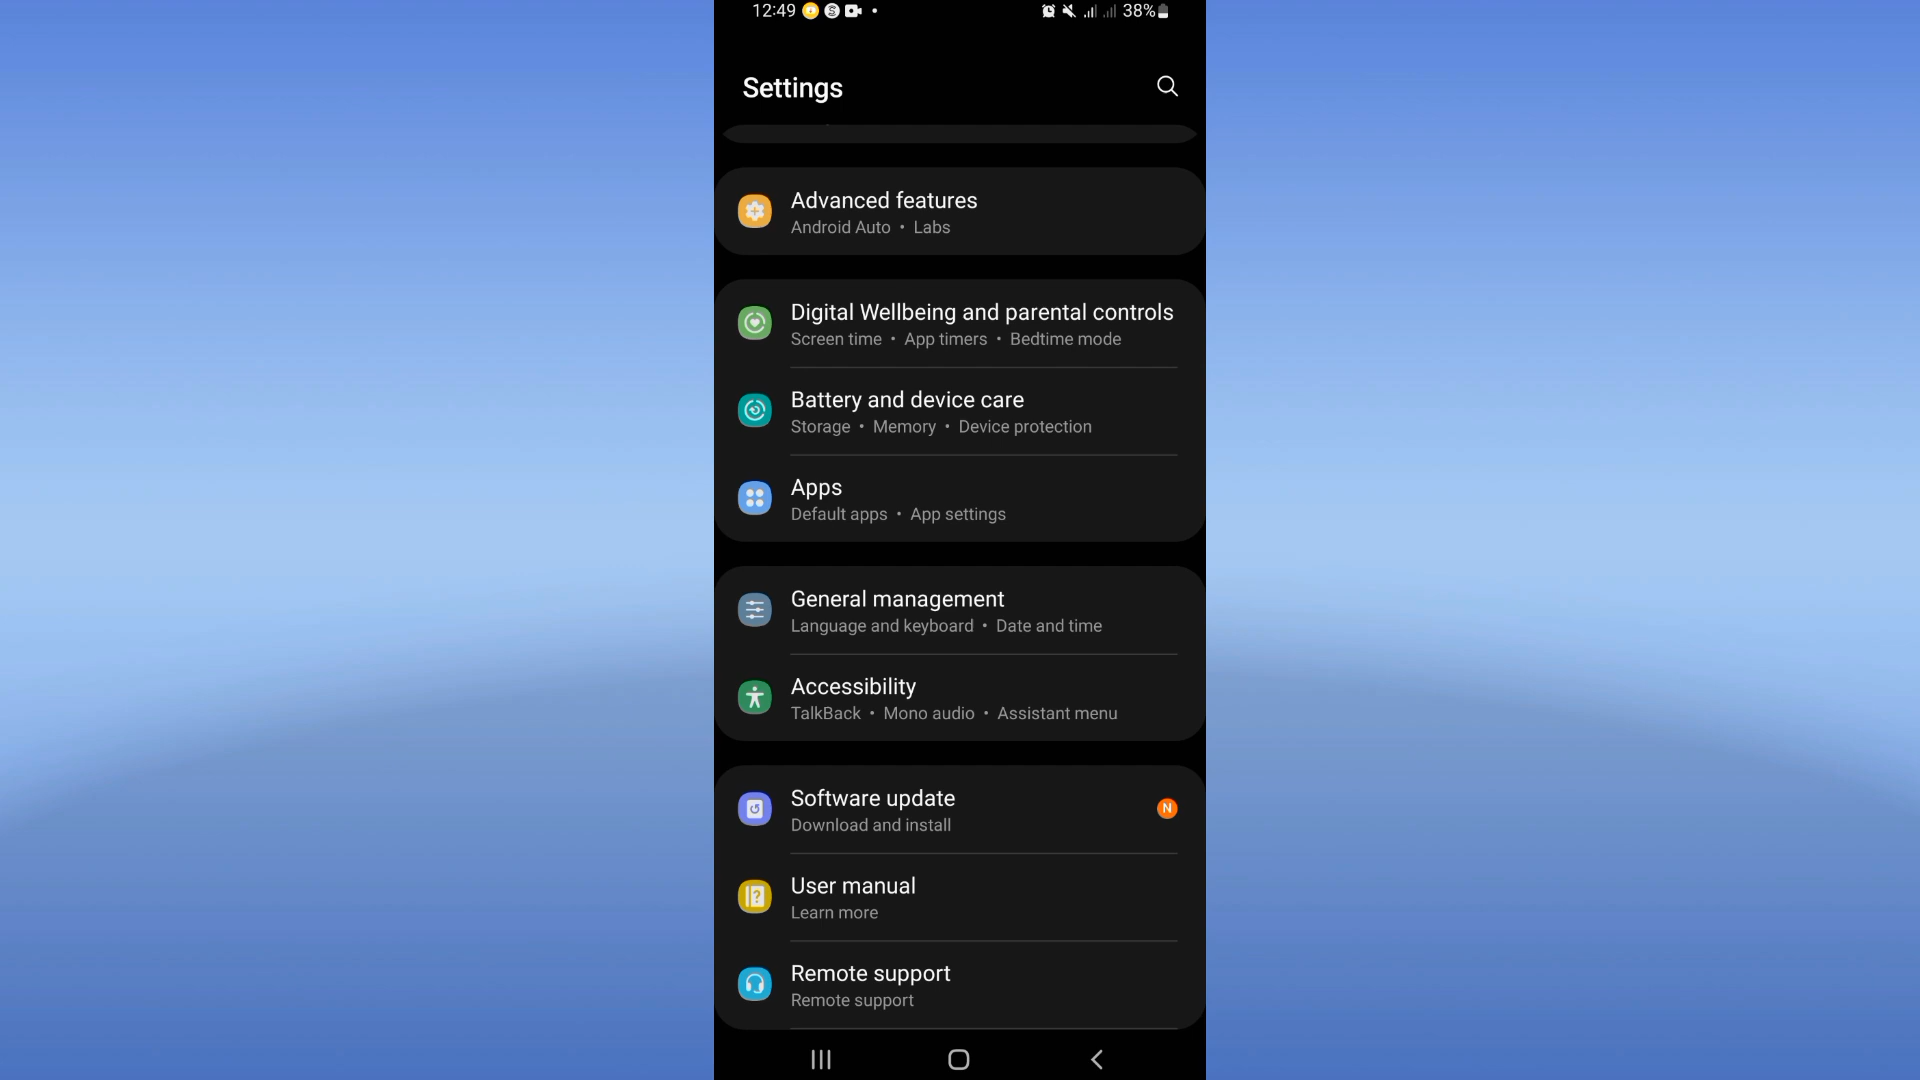 12:49
38%
Settings
Advanced features
Android Auto • Labs
Digital Wellbeing and parental controls
Screen time • App timers • Bedtime mode
Battery and device care
Storage • Memory • Device protection
Apps
Default apps • App settings
General management
Language and keyboard • Date and time
Accessibility
TalkBack • Mono audio • Assistant menu
Software update
N
Download and install
User manual
Learn more
Remote support
Remote support